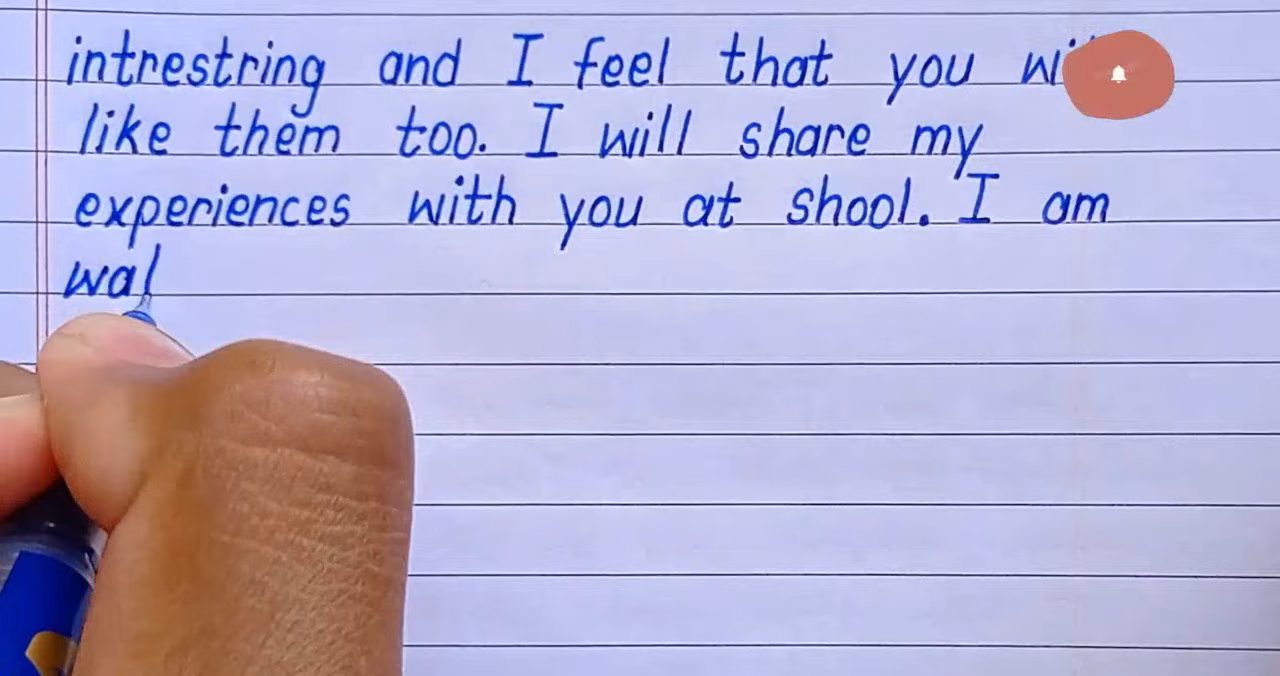 intrestring and I feel that you
like them too. I will share my
experiences with you at shool. I am
wal